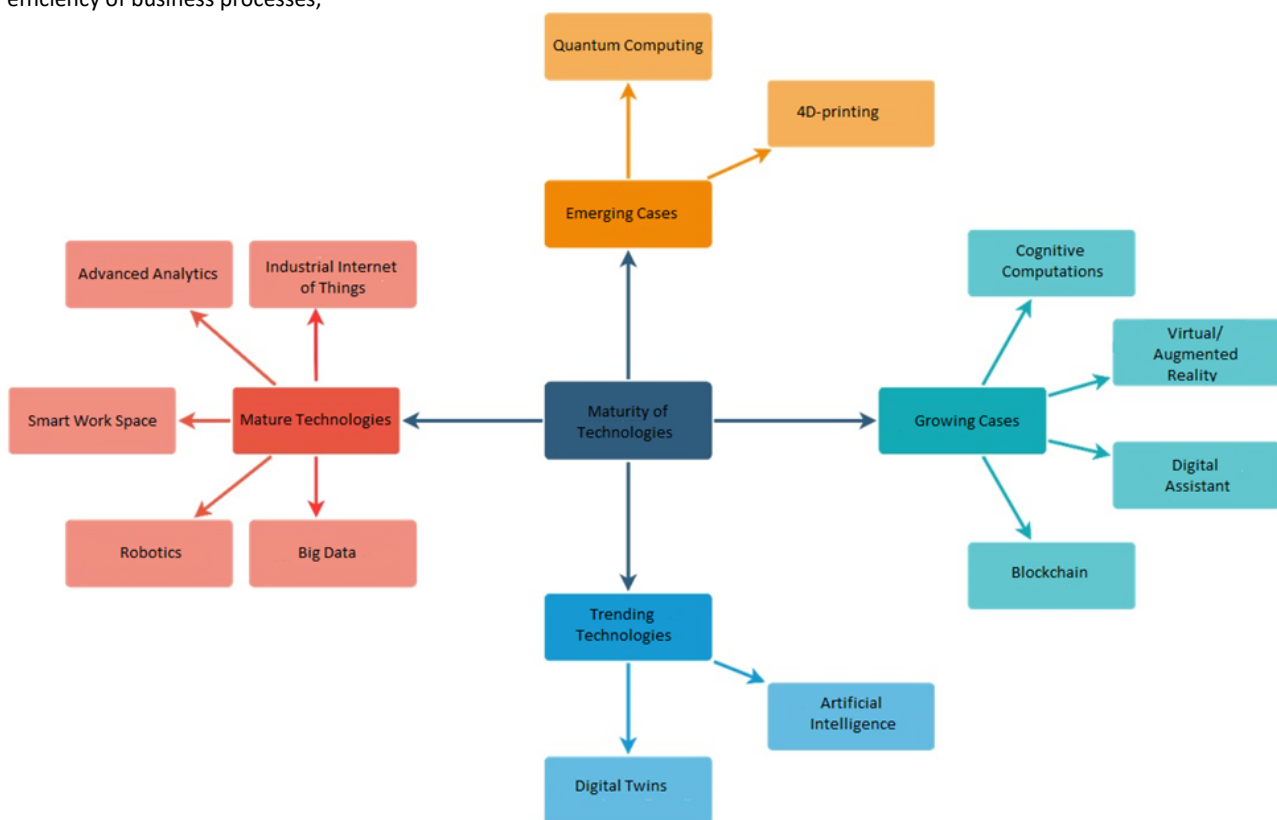 efficiency of business processes;
Quantum Computing
4D-printing
Emerging Cases
Advanced Analytics
Industrial Internet
of Things
Cognitive
Computations
Virtual/
Augmented
Reality
Smart Work Space
Mature Technologies
Maturity of
Technologies
Growing Cases
Digital
Assistant
Robotics
Big Data
Blockchain
Trending
Technologies
Artificial
Intelligence
Digital Twins